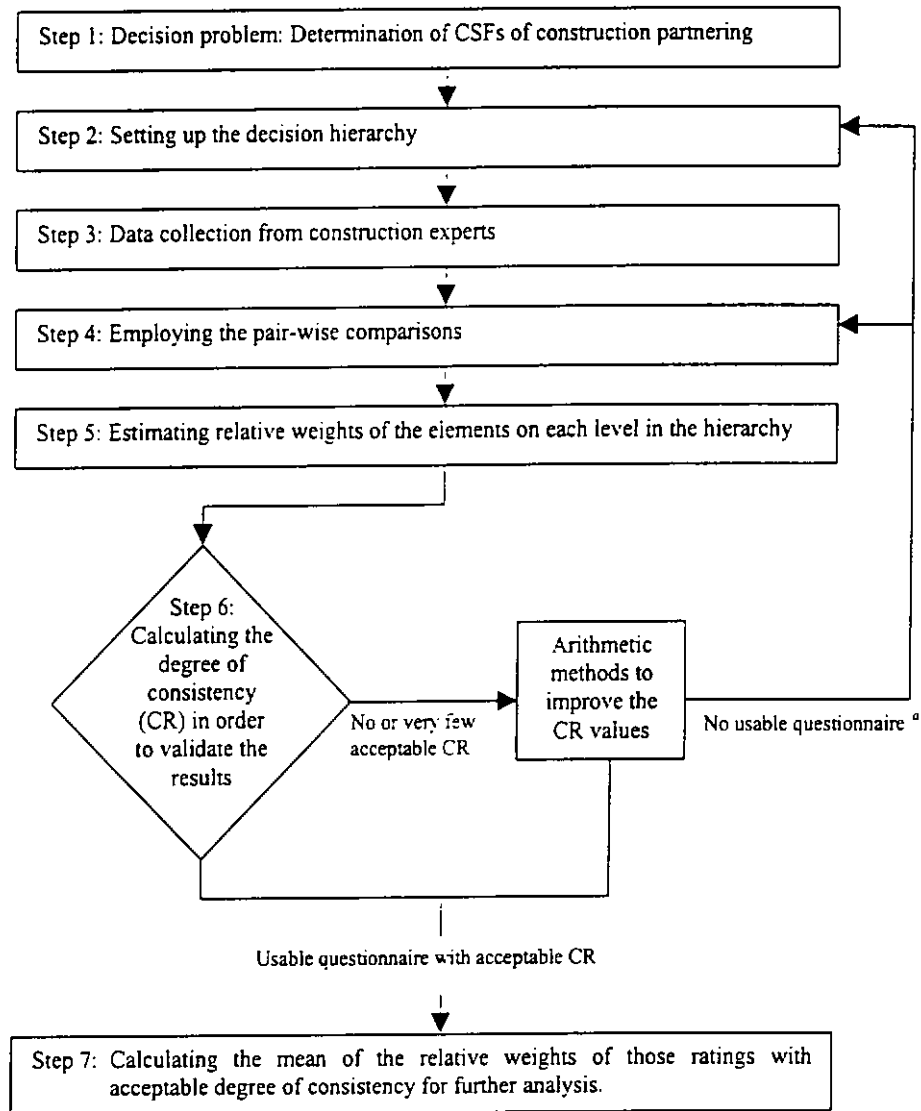 Step 1: Decision problem: Determination of CSFs of construction partnering
Step 2: Setting up the decision hierarchy
Step 3: Data collection from construction experts
Step 4: Employing the pair-wise comparisons
Step 5: Estimating relative weights of the elements on each level in the hierarchy
Step 6:
Calculating the
degree of
consistency
(CR) in order
to validate the
results
No or very few
acceptable CR
Arithmetic
methods to
improve the
CR values
No usable questionnaire a
Usable questionnaire with acceptable CR
Step 7: Calculating the mean of the relative weights of those ratings with
acceptable degree of consistency for further analysis.